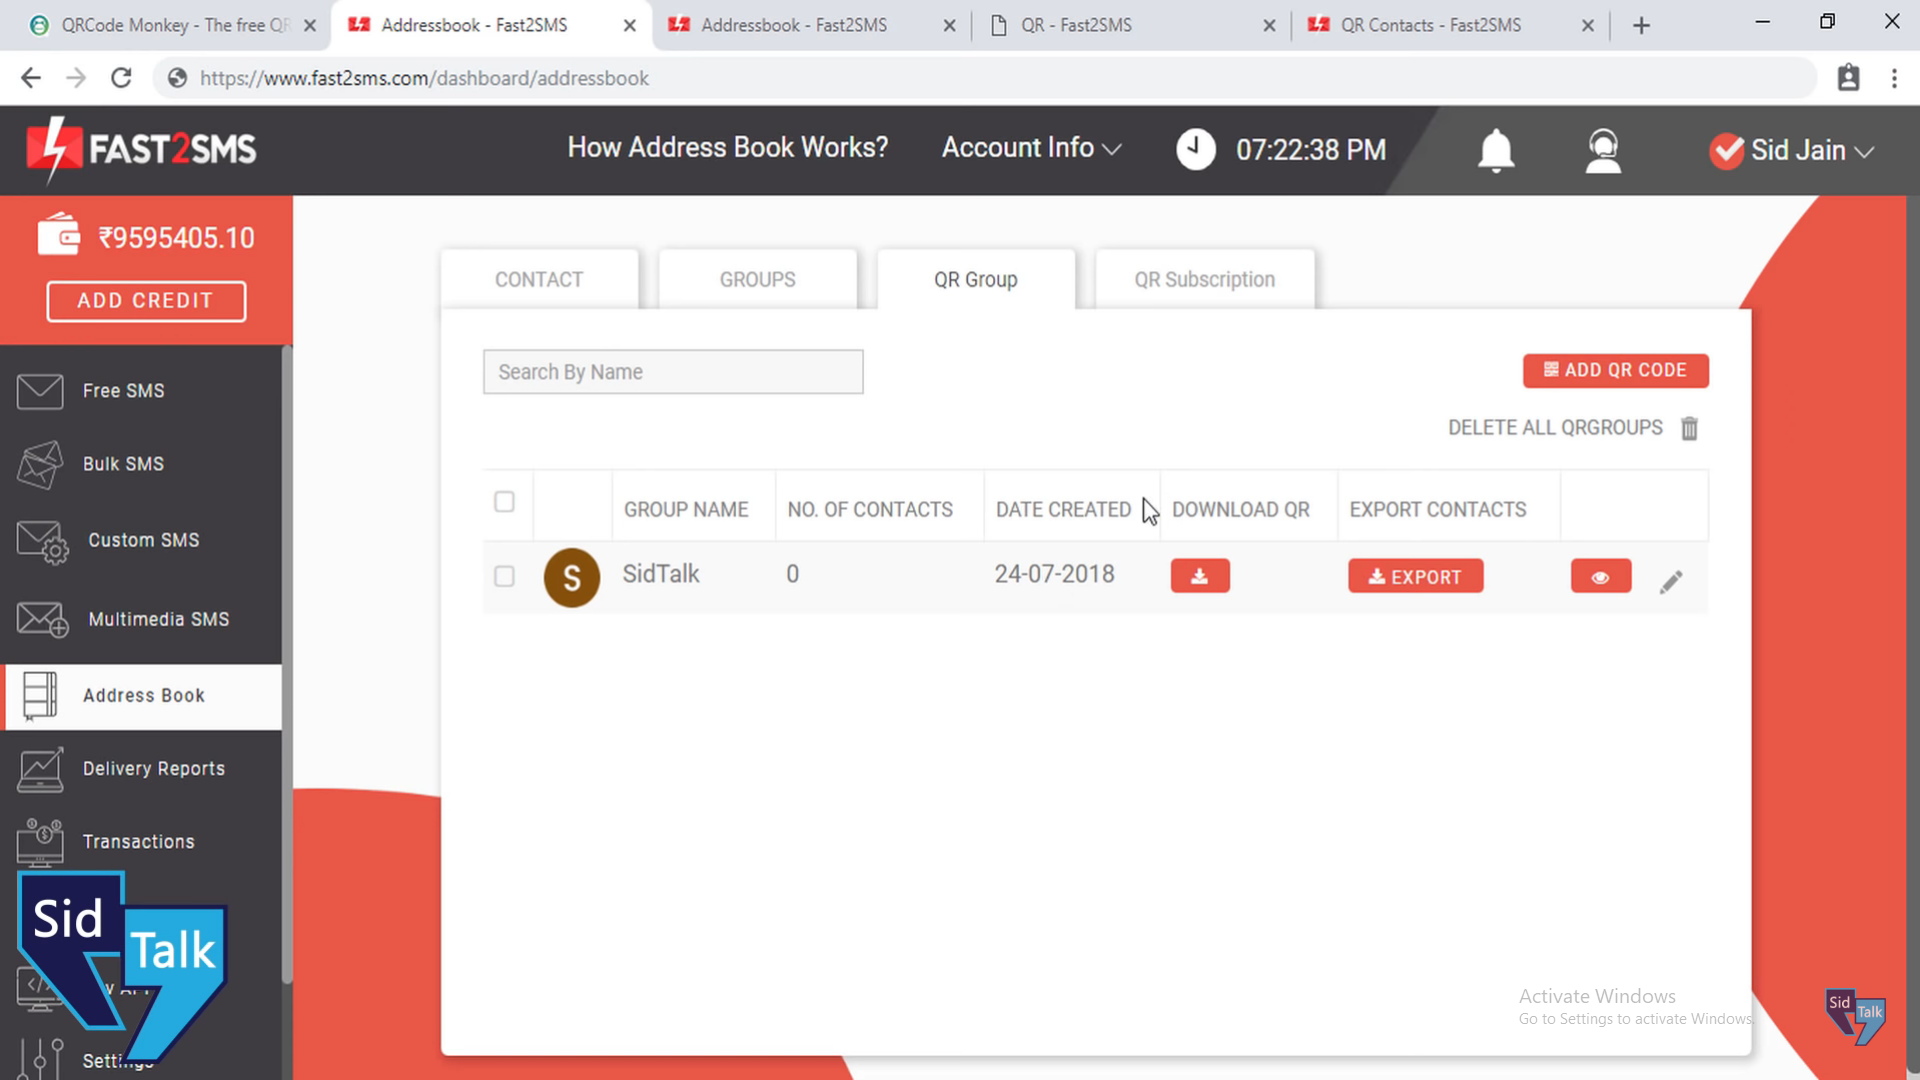 QRCode Monkey - The free QR
Addressbook - Fast2SMS
Addressbook - Fast2SMS
QR - Fast2SMS
QR Contacts - Fast2SMS
https://www.fast2sms.com/dashboard/addressbook
FAST2SMS
How Address Book Works?
Account Info
07:22:38 PM
Sid Jain
₹9595405.10
ADD CREDIT
Free SMS
Bulk SMS
Custom SMS
Multimedia SMS
Address Book
Delivery Reports
Transactions
Settings
CONTACT
GROUPS
QR Group
QR Subscription
Search By Name
ADD QR CODE
DELETE ALL QRGROUPS
GROUP NAME
NO. OF CONTACTS
DATE CREATED
DOWNLOAD QR
EXPORT CONTACTS
S
SidTalk
0
24-07-2018
EXPORT
Sid
Talk
Activate Windows
Go to Settings to activate Windows.
Sid
Talk